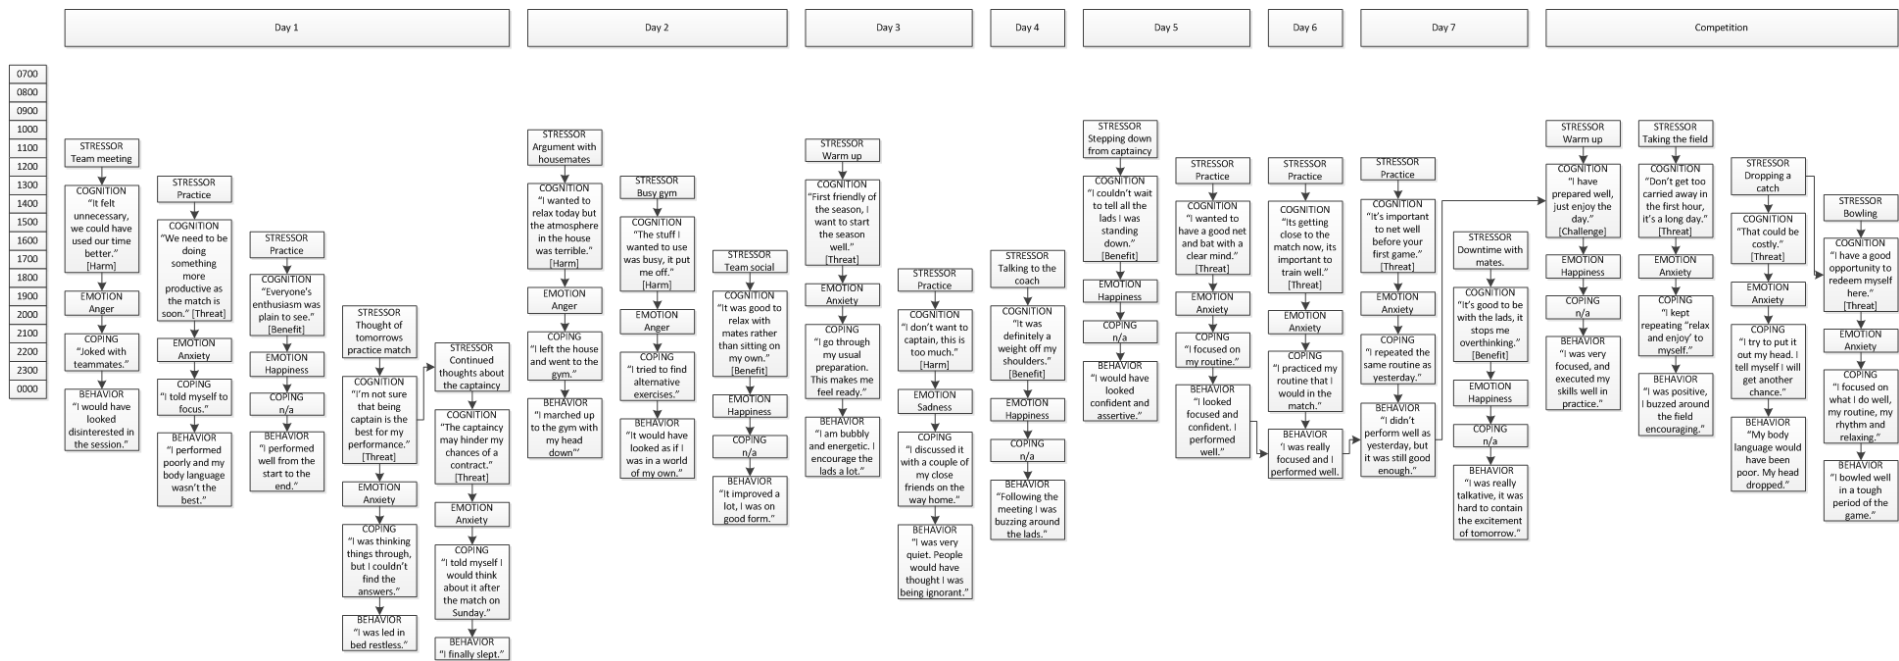 Day 1
Day 2
Day 3
Day 4
Day 5
Day 6
Day 7
Competition
0700
0800
0900
1000
1100
1200
1300
1400
1500
1600
1700
1800
1900
2000
2100
2200
2300
0000
STRESSOR
Team meeting
COGNITION
"It felt
unnecessary,
we could have
used our time
better."
[Harm]
EMOTION
Anger
COPING
"Joked with
teammates."
BEHAVIOR
"I would have
looked
disinterested in
the session."
STRESSOR
Practice
COGNITION
"We need to be
doing
something
more
productive as
the match is
soon." [Threat]
EMOTION
Anxiety
COPING
"I told myself to
focus."
BEHAVIOR
"I performed
poorly and my
body language
wasn't the
best."
STRESSOR
Practice
COGNITION
"Everyone's
enthusiasm was
plain to see."
[Benefit]
EMOTION
Happiness
COPING
n/a
BEHAVIOR
"I performed
well from the
start to the
end."
STRESSOR
Thought of
tomorrows
practice match
COGNITION
"I'm not sure
that being
captain is the
best for my
performance."
[Threat]
EMOTION
Anxiety
COPING
"I was thinking
things through,
but I couldn't
find the
answers."
BEHAVIOR
"I was led in
bed restless."
STRESSOR
Continued
thoughts about
the captaincy
COGNITION
"The captaincy
may hinder my
chances of a
contract."
[Threat]
EMOTION
Anxiety
COPING
"I told myself I
would think
about it after
the match on
Sunday."
BEHAVIOR
"I finally slept."
STRESSOR
Argument with
housemates
COGNITION
"I wanted to
relax today but
the atmosphere
in the house
was terrible."
[Harm]
EMOTION
Anger
COPING
"I left the house
and went to the
gym."
BEHAVIOR
"I marched up
to the gym with
my head
down"'
STRESSOR
Busy gym
COGNITION
"The stuff I
wanted to use
was busy, it put
me off."
[Harm]
EMOTION
Anger
COPING
"I tried to find
alternative
exercises."
BEHAVIOR
"It would have
looked as if I
was in a world
of my own."
STRESSOR
Team social
COGNITION
"It was good to
relax with
mates rather
than sitting on
my own."
[Benefit]
EMOTION
Happiness
COPING
n/a
BEHAVIOR
"It improved a
lot, I was on
good form."
STRESSOR
Warm up
COGNITION
"First friendly of
the season, I
want to start
the season
well."
[Threat]
EMOTION
Anxiety
COPING
"I go through
my usual
preparation.
This makes me
feel ready."
BEHAVIOR
"I am bubbly
and energetic. I
encourage the
lads a lot."
STRESSOR
Practice
COGNITION
"I don't want to
captain, this is
too much."
[Harm]
EMOTION
Sadness
COPING
"I discussed it
with a couple of
my close
friends on the
way home."
BEHAVIOR
"I was very
quiet. People
would have
thought I was
being ignorant."
STRESSOR
Talking to the
coach
COGNITION
"It was
definitely a
weight off my
shoulders."
[Benefit]
EMOTION
Happiness
COPING
n/a
BEHAVIOR
"Following the
meeting I was
buzzing around
the lads."
STRESSOR
Stepping down
from captaincy
COGNITION
"I couldn't wait
to tell all the
lads I was
standing
down."
[Benefit]
EMOTION
Happiness
COPING
n/a
BEHAVIOR
"I would have
looked confident and
assertive."
STRESSOR
Practice
COGNITION
"I wanted to
have a good net
and bat with a
clear mind."
[Threat]
EMOTION
Anxiety
COPING
"I focused on
my routine."
BEHAVIOR
"I looked
focused and
confident. I
performed
well."
STRESSOR
Practice
COGNITION
"Its getting
close to the
match now, its
important to
train well."
[Threat]
EMOTION
Anxiety
COPING
"I practiced my
routine that I
would in the
match."
BEHAVIOR
'I was really
focused and I
performed well.
STRESSOR
Practice
COGNITION
"It's important
to net well
before your
first game."
[Threat]
EMOTION
Anxiety
COPING
"I repeated the
same routine as
yesterday."
BEHAVIOR
"I didn't
perform well as
yesterday, but
it was still good
enough."
STRESSOR
Downtime with
mates.
COGNITION
"It's good to be
with the lads, it
stops me
overthinking."
[Benefit]
EMOTION
Happiness
COPING
n/a
BEHAVIOR
"I was really
talkative, it was
hard to contain
the excitement
of tomorrow."
STRESSOR
Warm up
COGNITION
"I have
prepared well,
just enjoy the
day."
[Challenge]
EMOTION
Happiness
COPING
n/a
BEHAVIOR
"I was very
focused, and
executed my
skills well in
practice."
STRESSOR
Taking the field
COGNITION
"Don't get too
carried away in
the first hour,
it's a long day."
[Threat]
EMOTION
Anxiety
COPING
"I kept
repeating "relax
and enjoy' to
myself."
BEHAVIOR
"I was positive,
I buzzed around
the field
encouraging."
STRESSOR
Dropping a
catch
COGNITION
"That could be
costly."
[Threat]
EMOTION
Anxiety
COPING
"I try to put it
out my head. I
tell myself I will
get another
chance."
BEHAVIOR
"My body
language would
have been
poor. My head
dropped."
STRESSOR
Bowling
COGNITION
"I have a good
opportunity to
redeem myself
here."
[Threat]
EMOTION
Anxiety
COPING
"I focused on
what I do well,
my routine, my
rhythm and
relaxing."
BEHAVIOR
"I bowled well
in a tough
period of the
game."